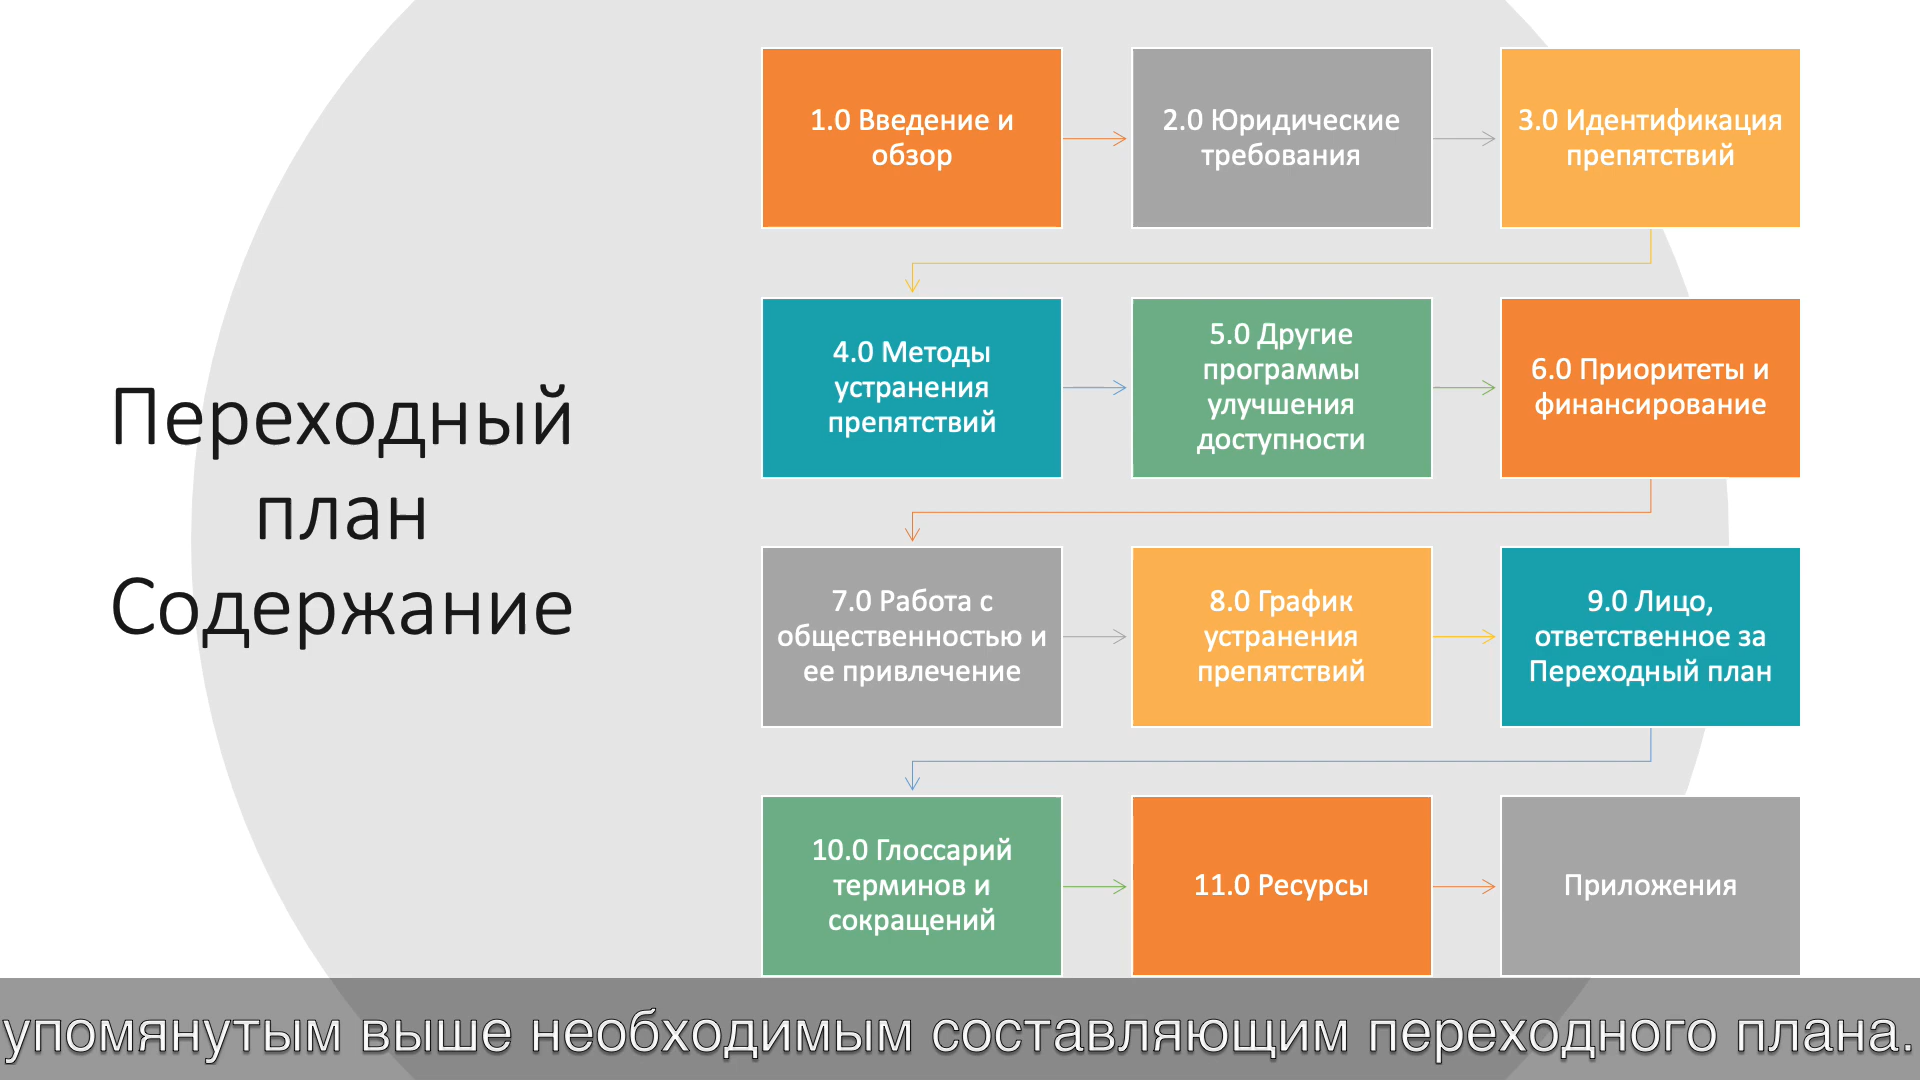 Переходный
план
Содержание
1.0 Введение и
обзор
2.0 Юридические
требования
3.0 Идентификация
препятствий
4.0 Методы
устранения
препятствий
5.0 Другие
программы
улучшения
доступности
6.0 Приоритеты и
финансирование
7.0 Работа с
общественностью и
ее привлечение
8.0 График
устранения
препятствий
9.0 Лицо,
ответственное за
Переходный план
10.0 Глоссарий
терминов и
сокращений
11.0 Ресурсы
Приложения
упомянутым выше необходимым составляющим переходного плана.